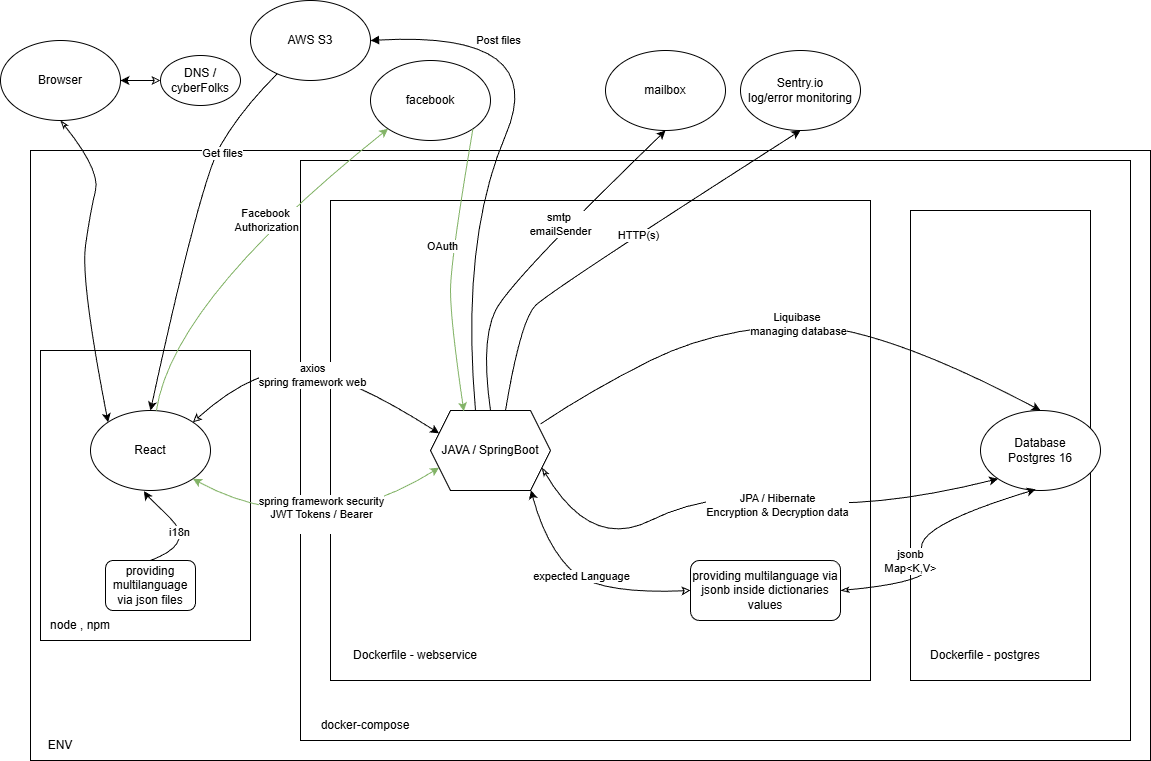 AWS S3
Post files
Browser
DNS /
cyberFolks
facebook
mailbox
Sentry.io
log/error monitoring
Get files
Facebook
Authorization
OAuth
smtp
emailSender
HTTP(s)
Liquibase
managing database
axios
spring framework web
React
JAVA / SpringBoot
Database
Postgres 16
spring framework security
JWT Tokens / Bearer
JPA / Hibernate
Encryption & Decryption data
i18n
jsonb
Map<K,V>
expected Language
providing
multilanguage
via json files
providing multilanguage via
jsonb inside dictionaries
values
node , npm
Dockerfile - webservice
Dockerfile - postgres
docker-compose
ENV